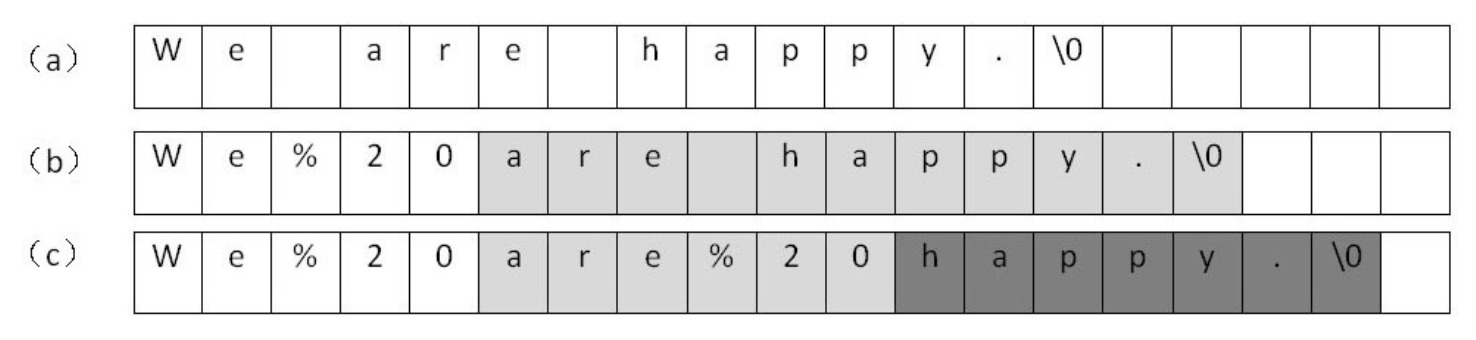 （a） W e a r e h a p p y . \0
（b） W e % 2 0 a r e h a p p y . \0
（c） W e % 2 0 a r e % 2 0 h a p p y . \0